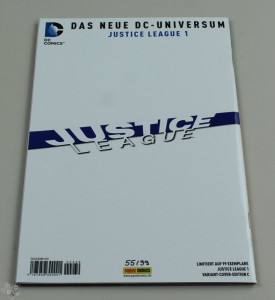 DAS NEUE DC-UNIVERSUM
JUSTICE LEAGUE 1
DC COMICS
JUSTICE
LEAGUE
55/99
LIMITIERT AUF 99 EXEMPLARE
JUSTICE LEAGUE 1
VARIANT-COVER-EDITION C